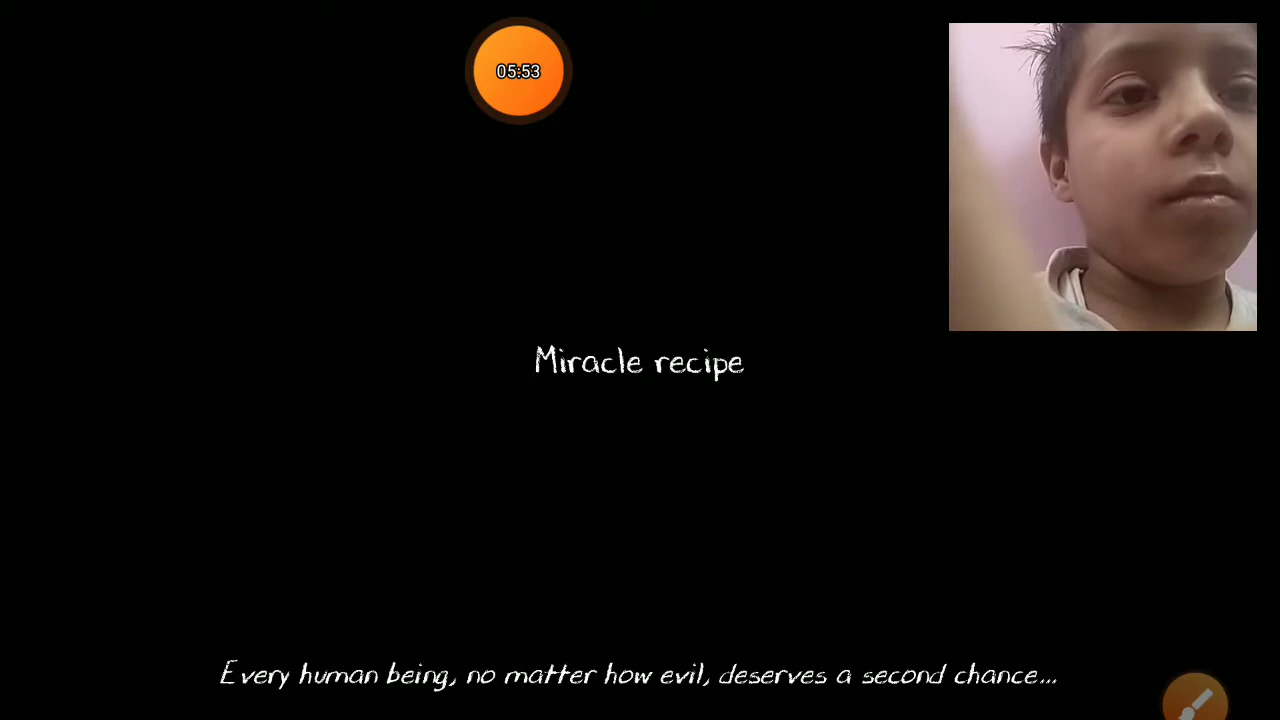 05:53
Miracle recipe
Every human being, no matter how evil, deserves a second chance...